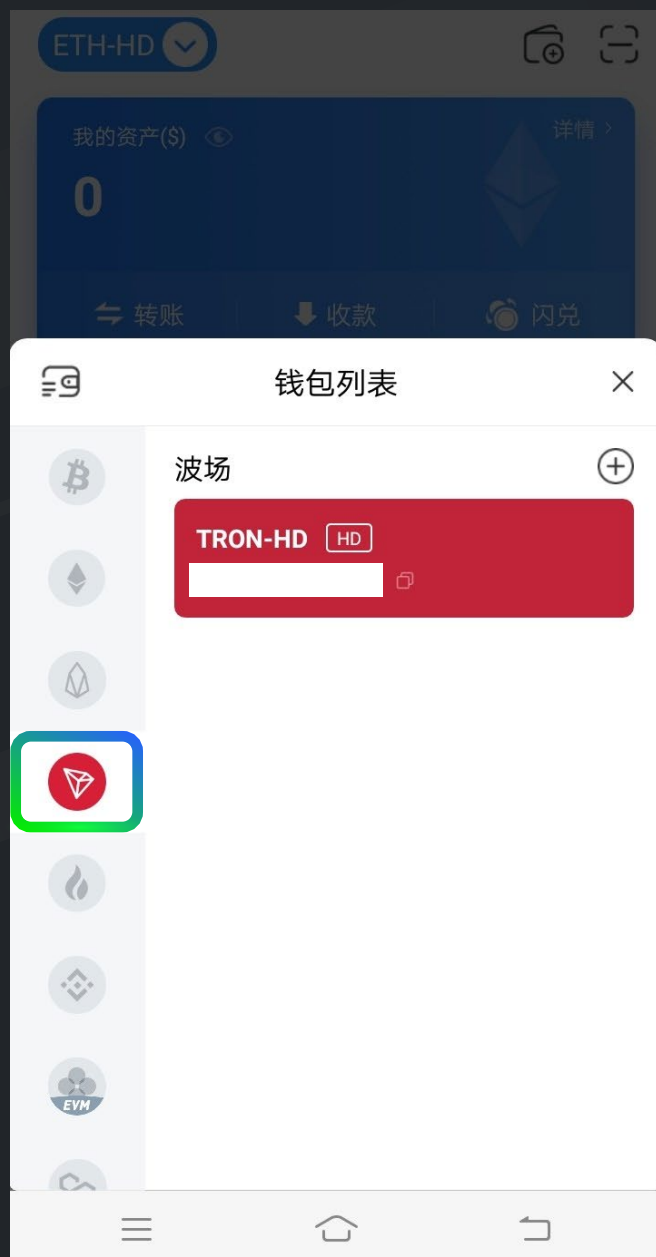 ETH-HD
我的资产($)
详情 >
0
转账
收款
闪兑
钱包列表
波场
TRON-HD HD
EVM